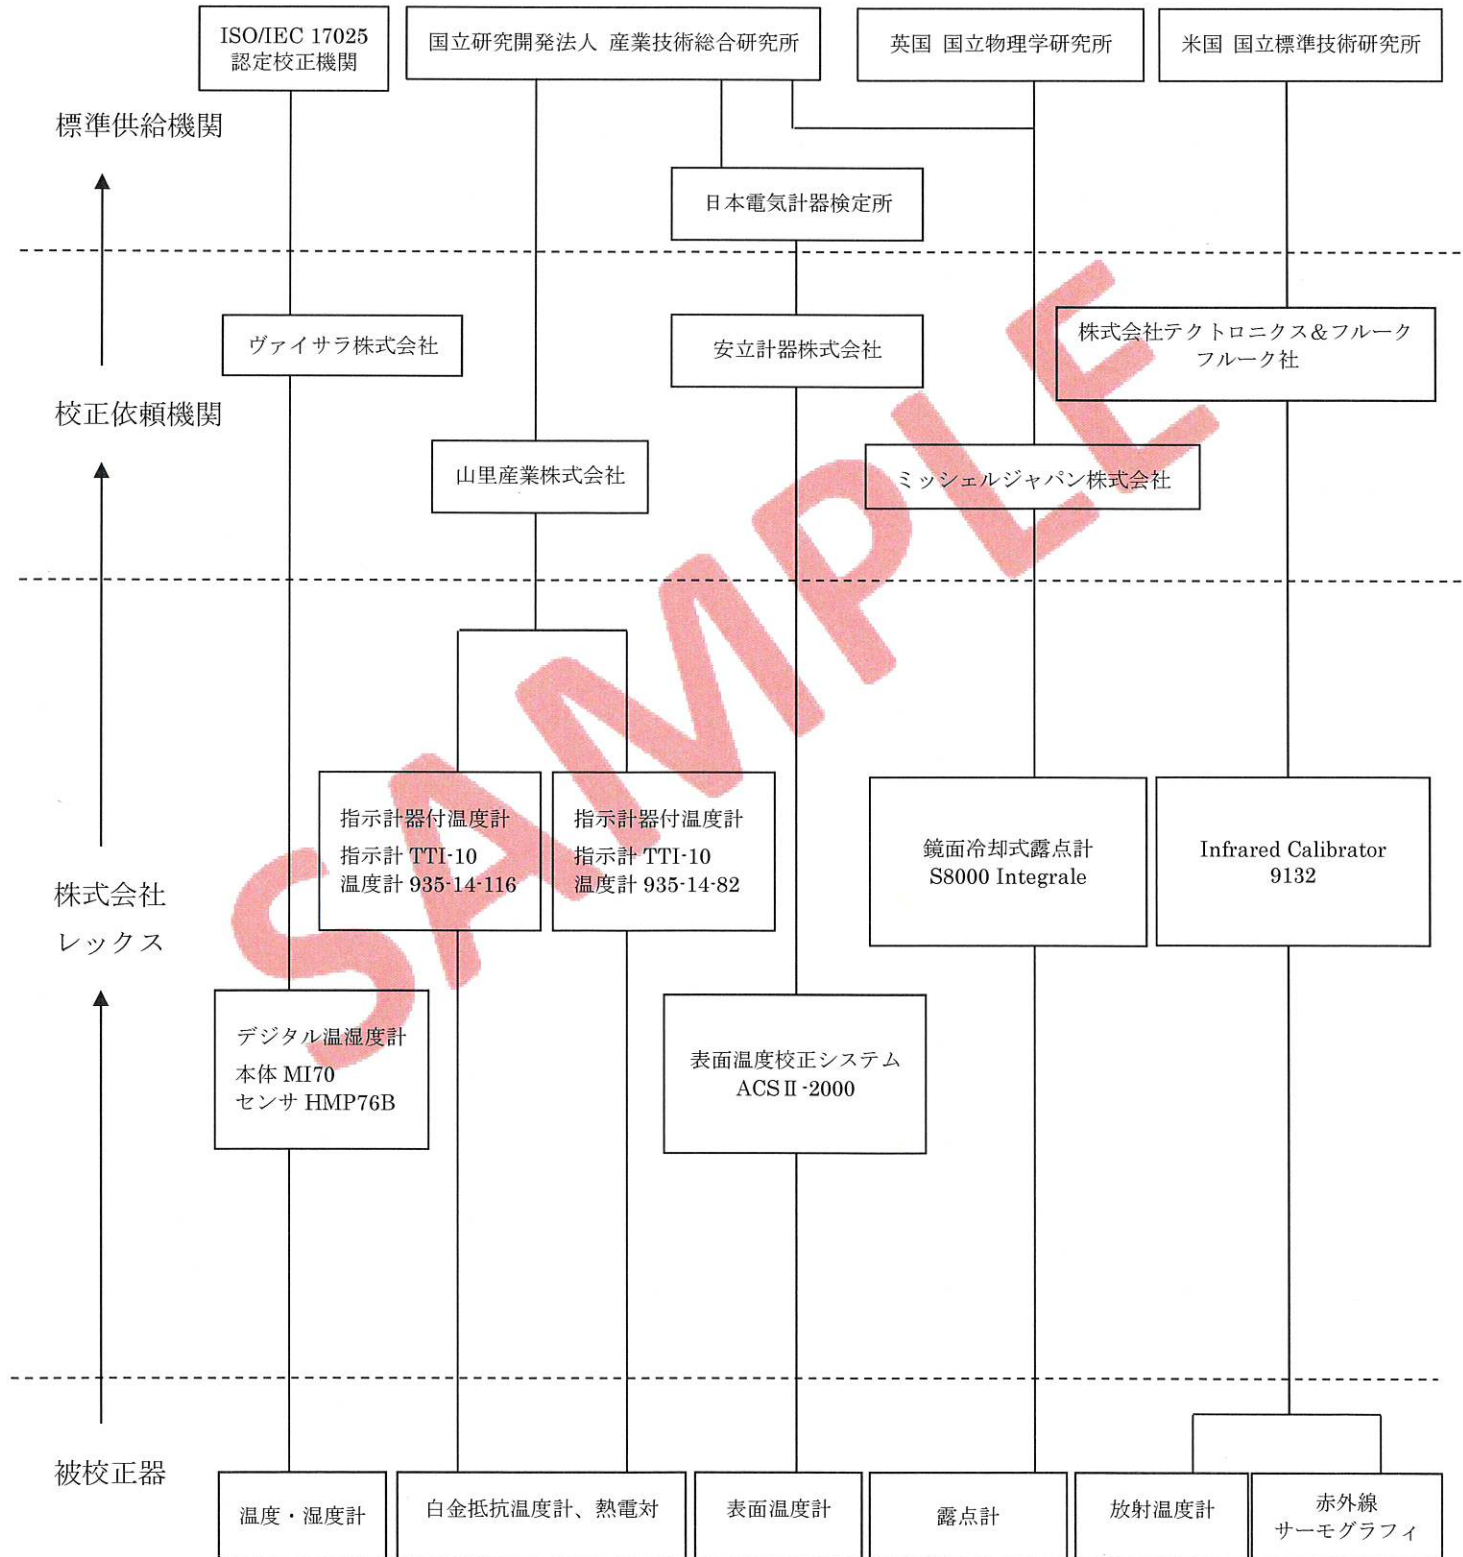 ISO/IEC 17025
認定校正機関
国立研究開発法人 産業技術総合研究所
英国 国立物理学研究所
米国 国立標準技術研究所
標準供給機関
日本電気計器検定所
ヴァイサラ株式会社
安立計器株式会社
株式会社テクトロニクス&フルーク
フルーク社
校正依頼機関
山里産業株式会社
ミッシェルジャパン株式会社
指示計器付温度計
指示計 TTI-10
温度計 935-14-116
指示計器付温度計
指示計 TTI-10
温度計 935-14-82
鏡面冷却式露点計
S8000 Integrale
Infrared Calibrator
9132
株式会社
レックス
デジタル温湿度計
本体 MI70
センサ HMP76B
表面温度校正システム
ACSⅡ-2000
被校正器
温度・湿度計
白金抵抗温度計、熱電対
表面温度計
露点計
放射温度計
赤外線
サーモグラフィ
SAMPLE